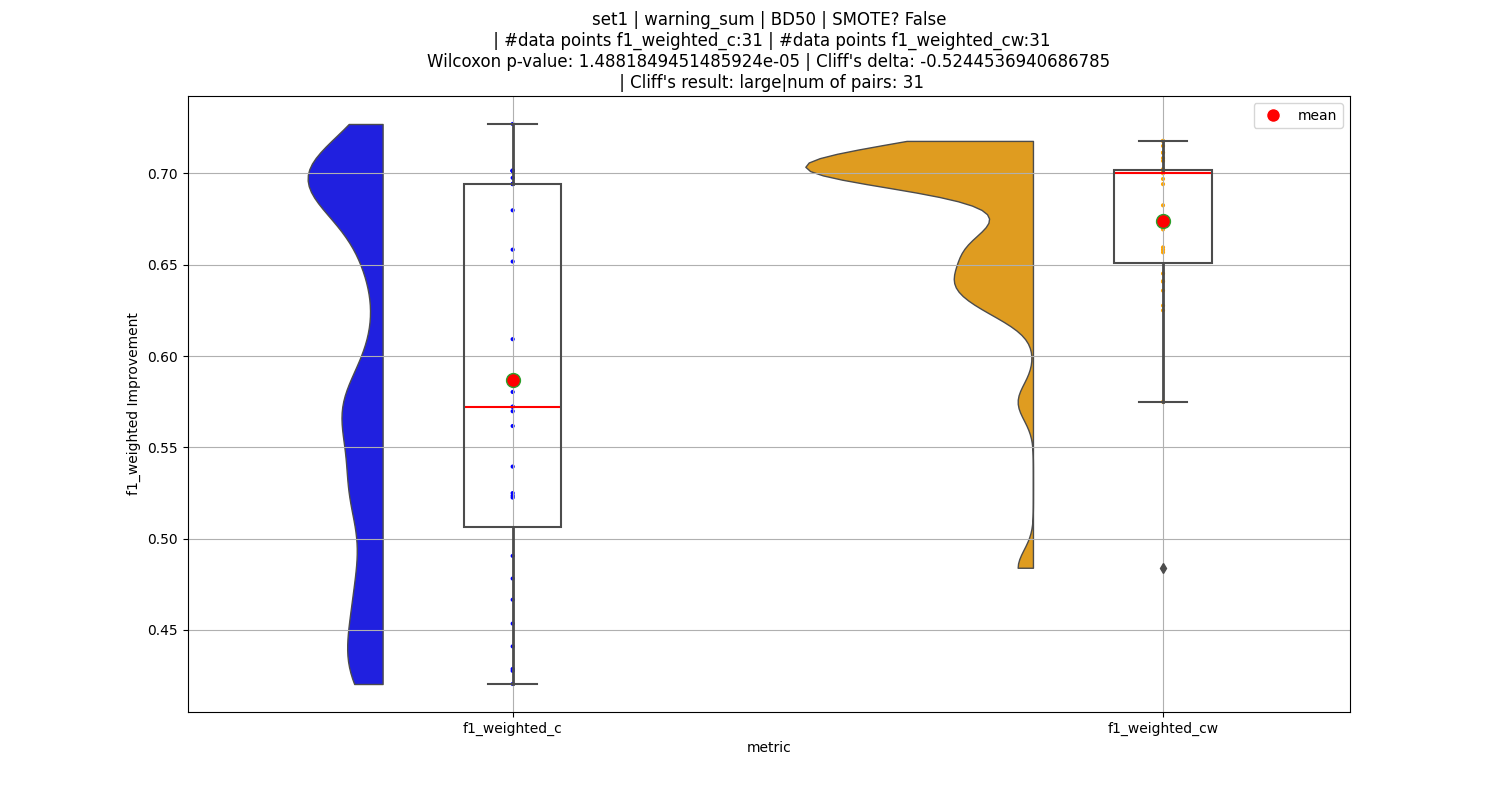 set1 | warning_sum | BD50 | SMOTE? False
| #data points f1_weighted_c:31 | #data points f1_weighted_cw:31
Wilcoxon p-value: 1.4881849451485924e-05 | Cliff's delta: -0.5244536940686785
| Cliff's result: large|num of pairs: 31
mean
0.70
0.65
0.60
0.55
0.50
0.45
f1_weighted Improvement
f1_weighted_c
f1_weighted_cw
metric